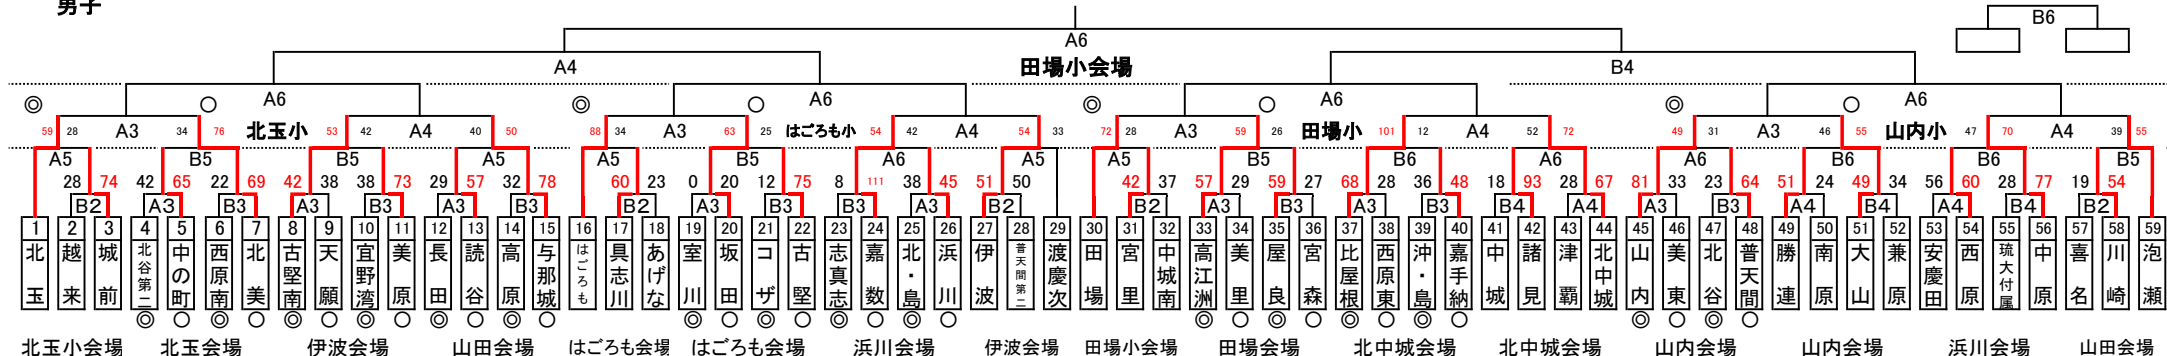 男子
B6
A6
A4 田場小会場 B4
◎ ○ A6 ◎ ○ A6 ◎ ○ A6 ◎ ○ A6
59 28 A3 34 76 北玉小 53 42 A4 40 50 88 34 A3 63 25 はごろも小 54 42 A4 54 33 72 28 A3 59 26 田場小 101 12 A4 52 72 49 31 A3 46 55 山内小 47 70 A4 39 55
A5 B5 B5 A5 A5 B5 A6 A5 A5 B5 B6 A6 A6 B6 B6 B5
28 74 42 65 22 69 42 38 38 73 29 57 32 78 60 23 0 20 12 75 8 111 38 45 51 50 42 37 57 29 59 27 68 28 36 48 18 93 28 67 81 33 23 64 51 24 49 34 56 60 28 77 19 54
B2 A3 B3 A3 B3 A3 B3 B2 A3 B3 B3 A3 B2 B2 A3 B3 A3 B3 B4 A4 A3 B3 A4 B4 A4 B4 B2
1 2 3 4 5 6 7 8 9 10 11 12 13 14 15 16 17 18 19 20 21 22 23 24 25 26 27 28 29 30 31 32 33 34 35 36 37 38 39 40 41 42 43 44 45 46 47 48 49 50 51 52 53 54 55 56 57 58 59
北玉 越来 城前 北谷第二 中の町 西原南 北美 古堅南 天願 宜野湾 美原 長田 読谷 高原 与那城 はごろも 具志川 あげな 室川 坂田 コザ 古堅 志真志 嘉数 北・島 浜川 伊波 普天間第二 渡慶次 田場 宮里 中城南 高江洲 美里 屋良 宮森 比屋根 西原東 沖・島 嘉手納 中城 諸見 津覇 北中城 山内 美東 北谷 普天間 勝連 南原 大山 兼原 安慶田 西原 琉大付属 中原 喜名 川崎 泡瀬
◎ ○ ◎ ○ ◎ ○ ◎ ○ ◎ ○ ◎ ○ ◎ ○ ◎ ○ ◎ ○ ◎ ○ ◎ ○ ◎ ○ ◎ ○ ◎ ○
北玉小会場 北玉会場 伊波会場 山田会場 はごろも会場 はごろも会場 浜川会場 伊波会場 田場小会場 田場会場 北中城会場 北中城会場 山内会場 山内会場 浜川会場 山田会場